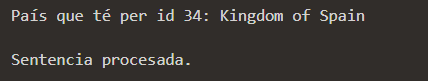 País que té per id 34: Kingdom of Spain
Sentencia procesada.